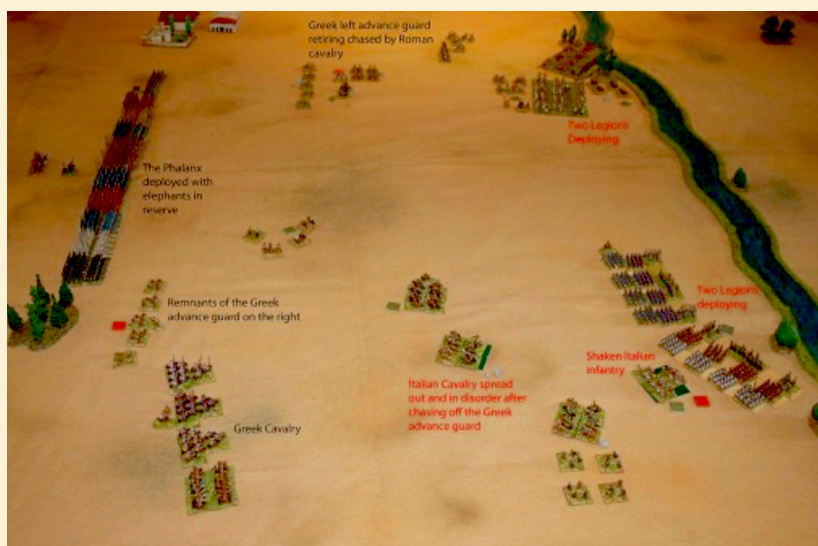 Greek left advance guard
retiring chased by Roman
cavalry
Two Legions
Deploying
The Phalanx
deployed with
elephants in
reserve
Two Legions
deploying
Remnants of the Greek
advance guard on the right
Shaken Italian
infantry
Italian Cavalry spread
out and in disorder after
chasing off the Greek
advance guard
Greek Cavalry